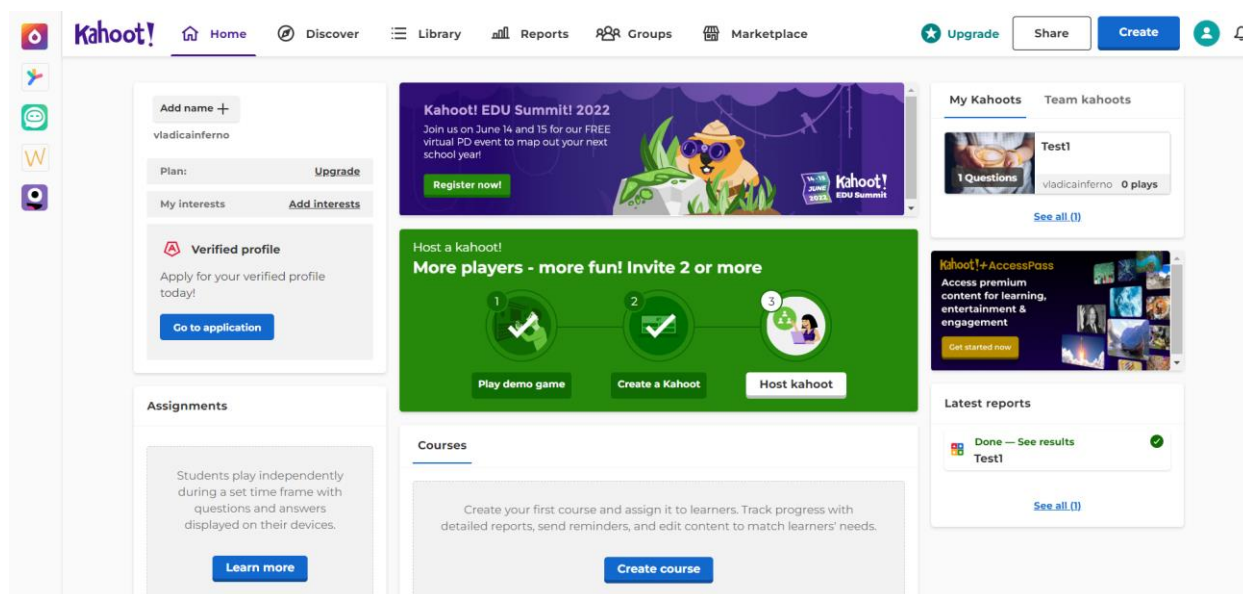 Kahoot!
Home
Discover
Library
Reports
Groups
Marketplace
Upgrade
Share
Create
Add name +
vladicainferno
Plan:
Upgrade
My interests
Add interests
Verified profile
Apply for your verified profile
today!
Go to application
Assignments
Students play independently
during a set time frame with
questions and answers
displayed on their devices.
Learn more
Kahoot! EDU Summit! 2022
Join us on June 14 and 15 for our FREE
virtual PD event to map out your next
school year!
Register now!
14 -15
JUNE
2022
Kahoot!
EDU Summit
Host a kahoot!
More players - more fun! Invite 2 or more
1
2
3
Play demo game
Create a Kahoot
Host kahoot
Courses
Create your first course and assign it to learners. Track progress with
detailed reports, send reminders, and edit content to match learners' needs.
Create course
My Kahoots
Team kahoots
Test1
1 Questions
vladicainferno 0 plays
See all (1)
Kahoot!+AccessPass
Access premium
content for learning,
entertainment &
engagement
Get started now
Latest reports
Done — See results
Test1
See all (1)